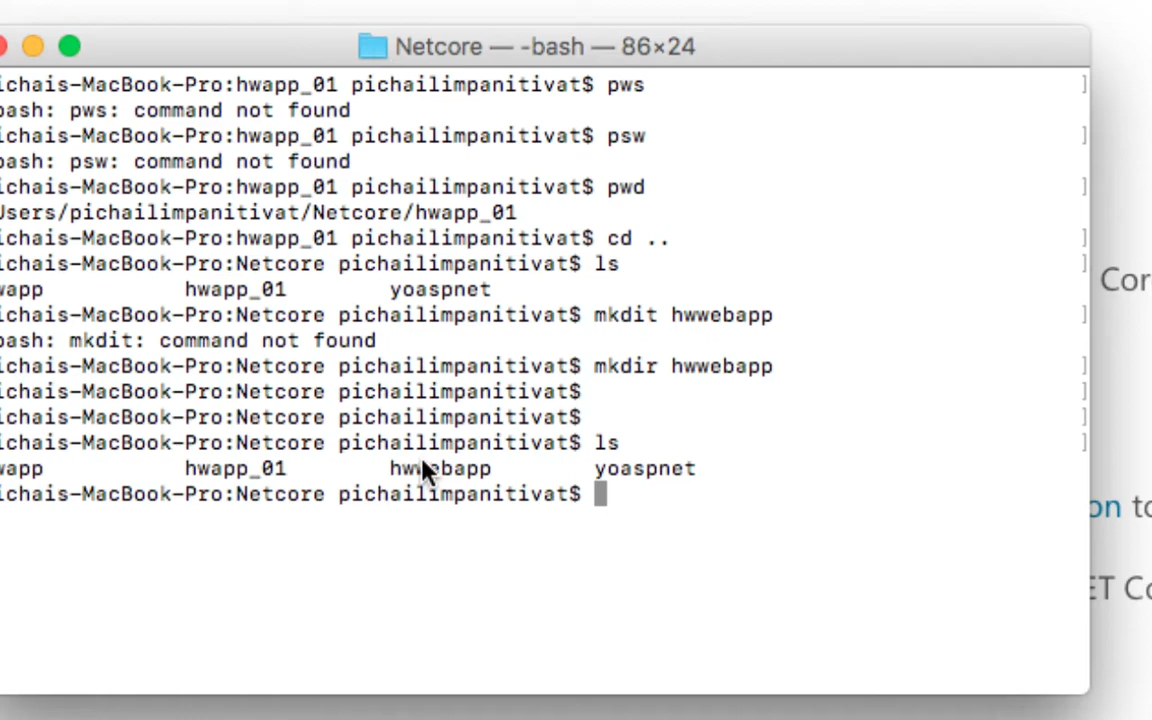 Netcore — -bash — 86×24
ichais-MacBook-Pro:hwapp_01 pichailimpanitivat$ pws ]
bash: pws: command not found
ichais-MacBook-Pro:hwapp_01 pichailimpanitivat$ psw ]
bash: psw: command not found
ichais-MacBook-Pro:hwapp_01 pichailimpanitivat$ pwd ]
Users/pichailimpanitivat/Netcore/hwapp_01
ichais-MacBook-Pro:hwapp_01 pichailimpanitivat$ cd .. ]
ichais-MacBook-Pro:Netcore pichailimpanitivat$ ls ]
wapp hwapp_01 yoaspnet
ichais-MacBook-Pro:Netcore pichailimpanitivat$ mkdit hwwebapp ]
bash: mkdit: command not found
ichais-MacBook-Pro:Netcore pichailimpanitivat$ mkdir hwwebapp ]
ichais-MacBook-Pro:Netcore pichailimpanitivat$ ]
ichais-MacBook-Pro:Netcore pichailimpanitivat$ ]
ichais-MacBook-Pro:Netcore pichailimpanitivat$ ls ]
wapp hwapp_01 hwwebapp yoaspnet
ichais-MacBook-Pro:Netcore pichailimpanitivat$
Cor
on to
ET Co